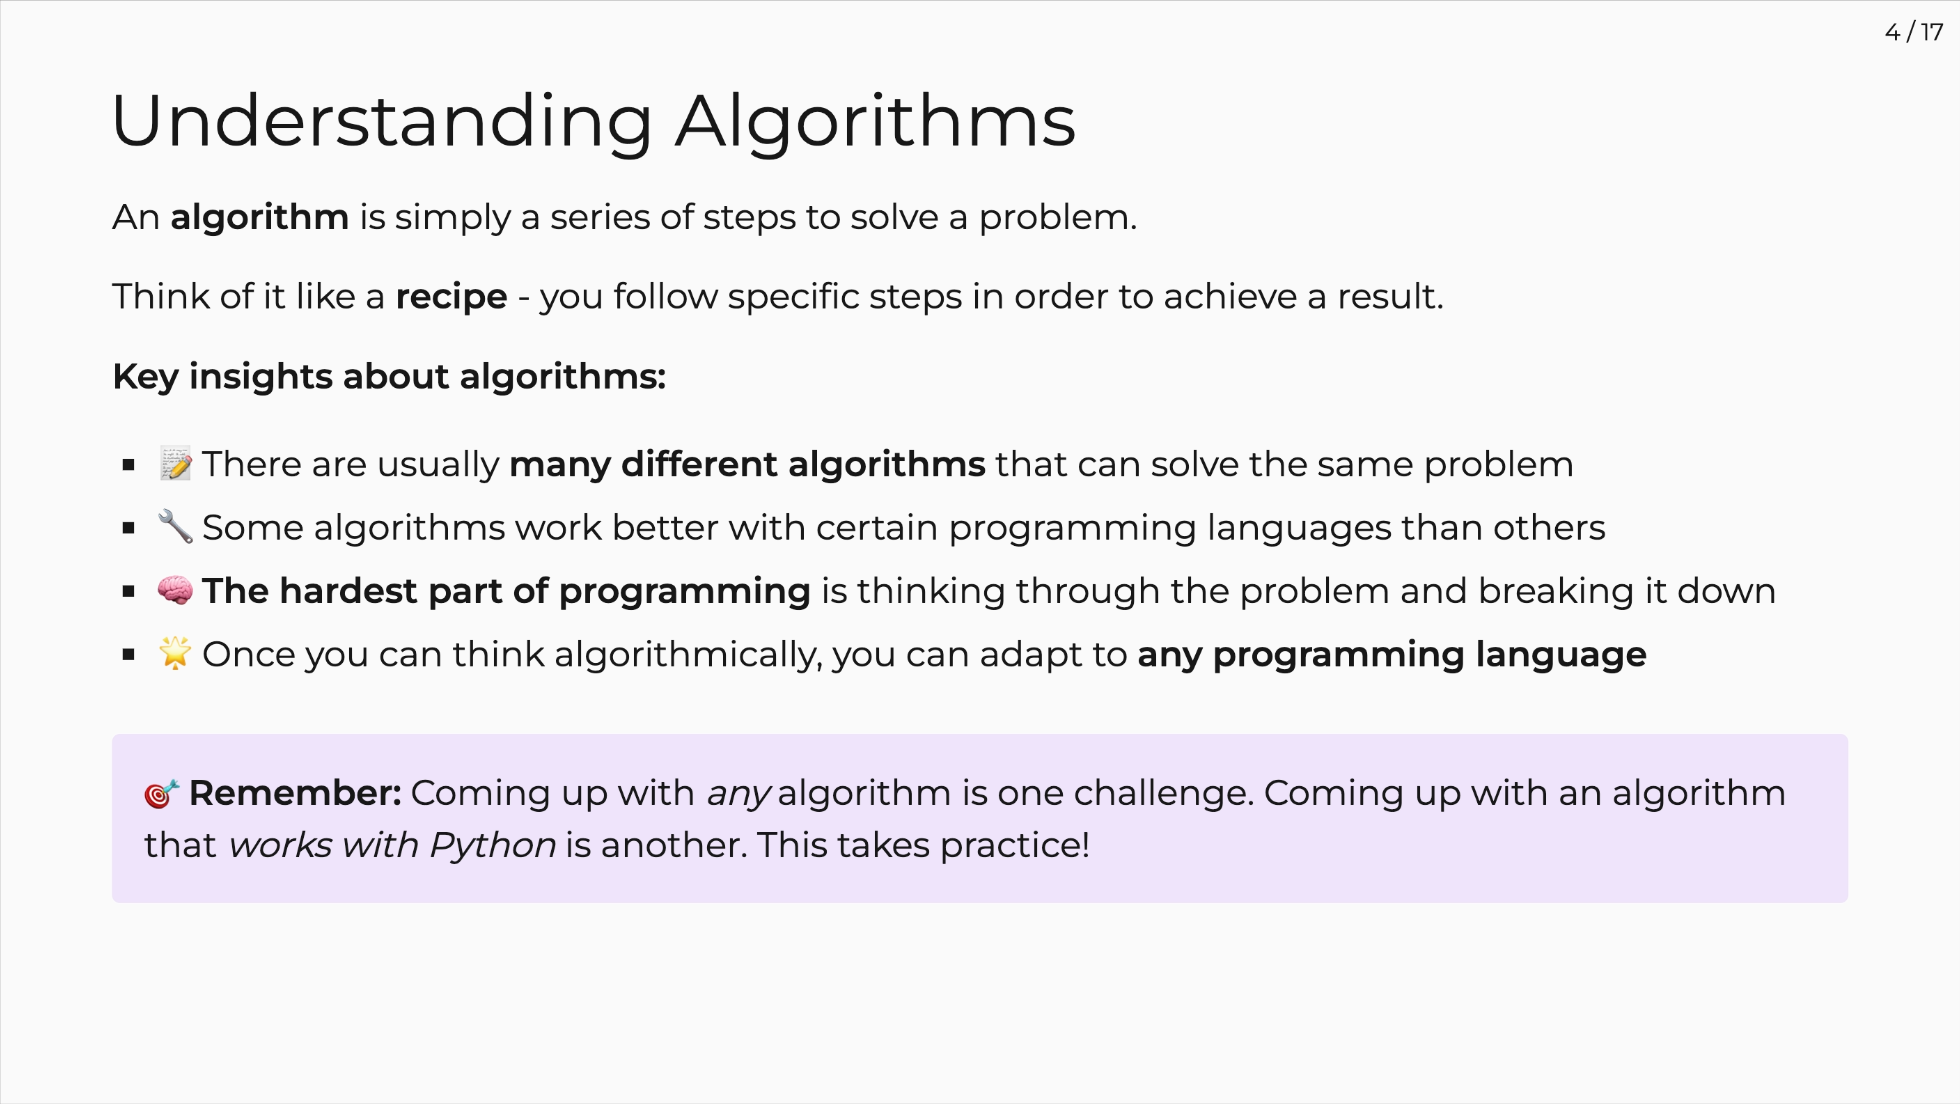 4 / 17
Understanding Algorithms
An algorithm is simply a series of steps to solve a problem.
Think of it like a recipe - you follow specific steps in order to achieve a result.
Key insights about algorithms:
▪ 📝 There are usually many different algorithms that can solve the same problem
▪ 🔧 Some algorithms work better with certain programming languages than others
▪ 🧠 The hardest part of programming is thinking through the problem and breaking it down
▪ 🌟 Once you can think algorithmically, you can adapt to any programming language
🎯 Remember: Coming up with any algorithm is one challenge. Coming up with an algorithm
that works with Python is another. This takes practice!